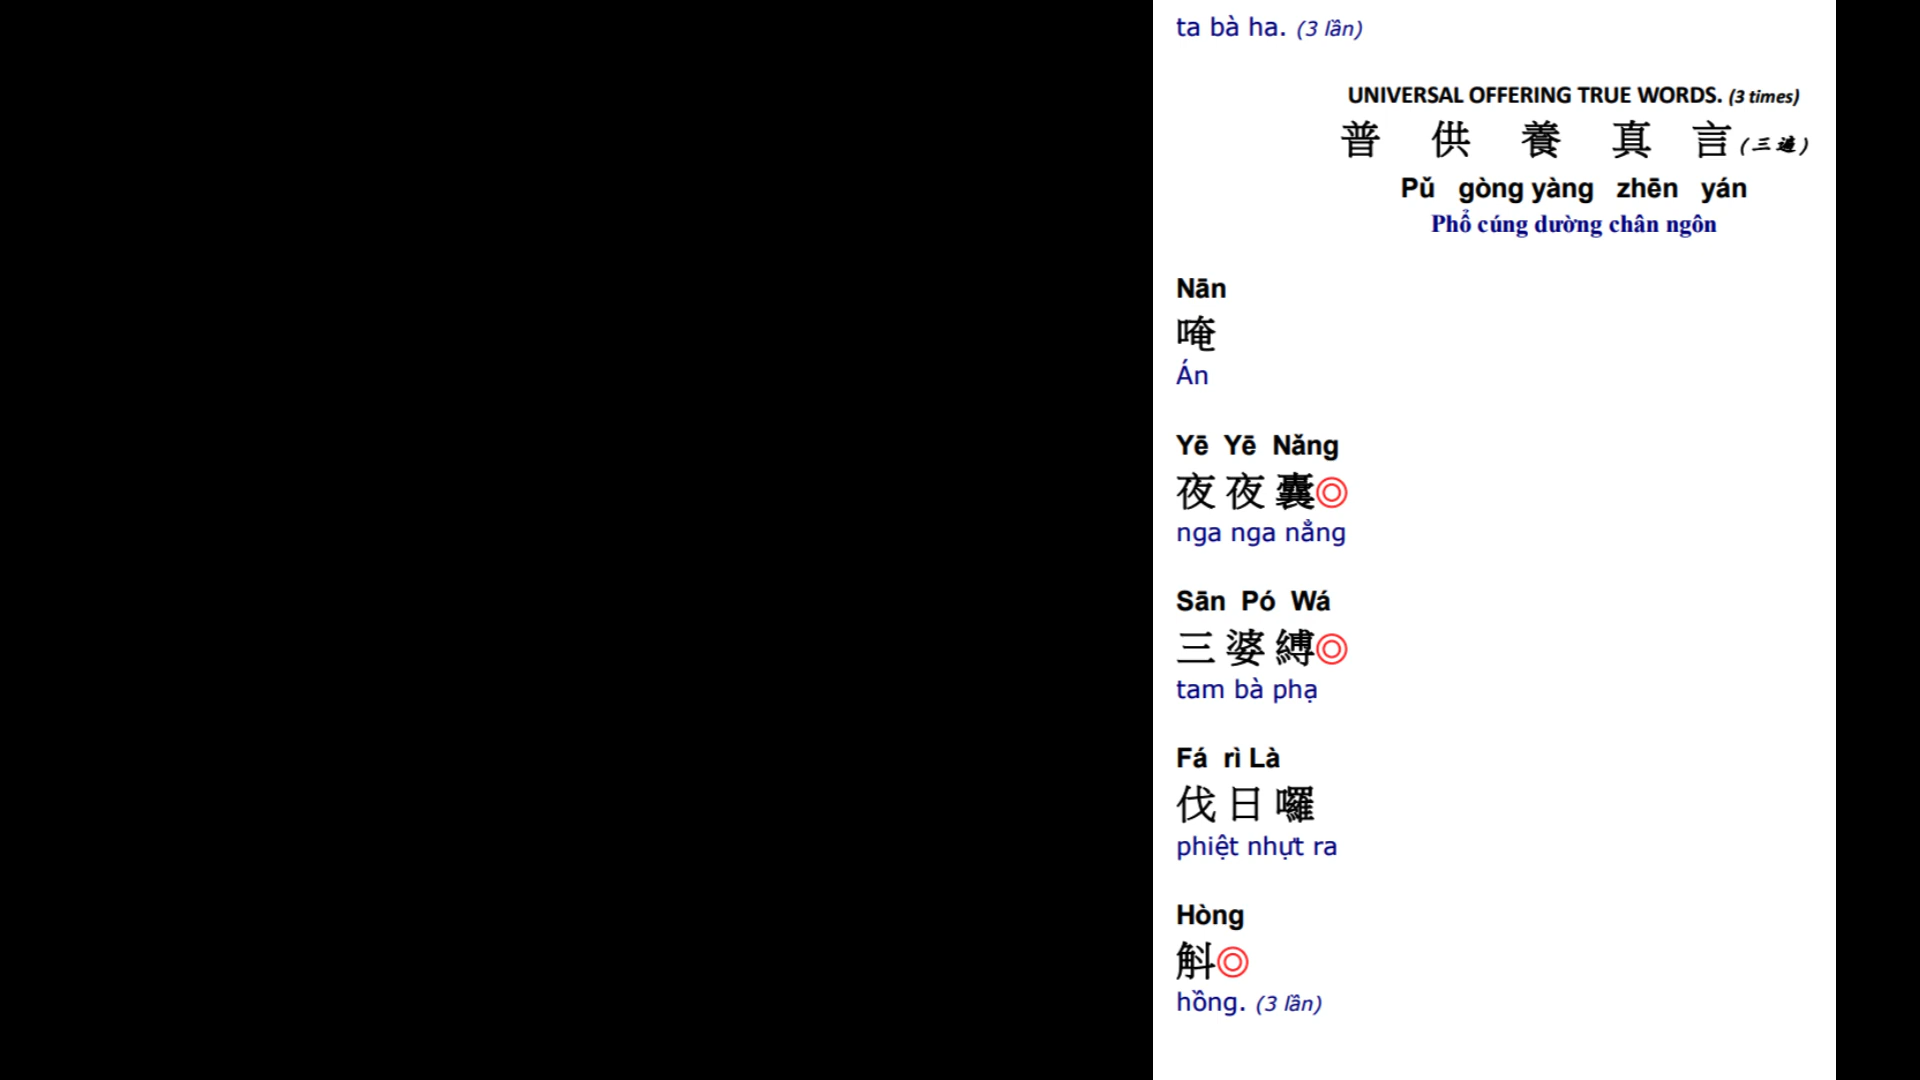 ta bà ha. (3 lần)
UNIVERSAL OFFERING TRUE WORDS. (3 times)
普 供 養 真 言 (三遍)
Pǔ gòng yàng zhēn yán
Phổ cúng dường chân ngôn
Nān
唵
Án
Yē Yē Nǎng
夜 夜 囊◎
nga nga nẳng
Sān Pó Wá
三 婆 縛◎
tam bà phạ
Fá rì Là
伐 日 囉
phiệt nhựt ra
Hòng
斛◎
hồng. (3 lần)